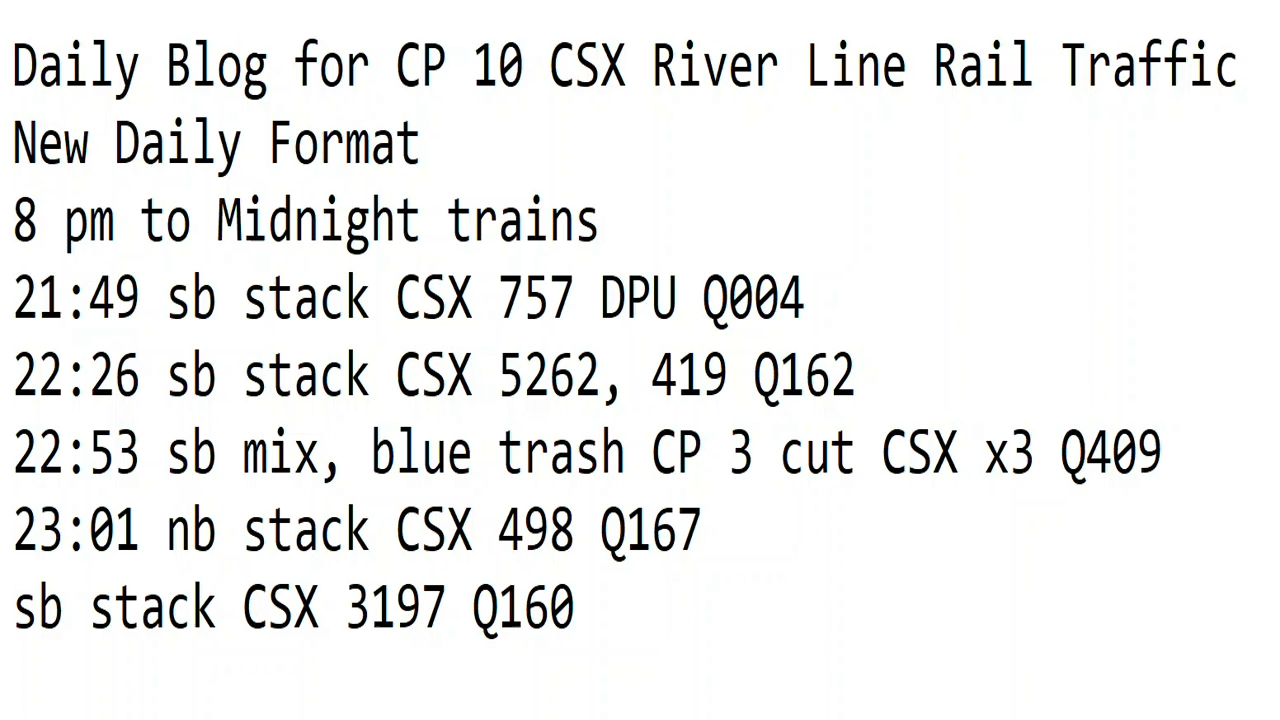 Daily Blog for CP 10 CSX River Line Rail Traffic
New Daily Format
8 pm to Midnight trains
21:49 sb stack CSX 757 DPU Q004
22:26 sb stack CSX 5262, 419 Q162
22:53 sb mix, blue trash CP 3 cut CSX x3 Q409
23:01 nb stack CSX 498 Q167
sb stack CSX 3197 Q160